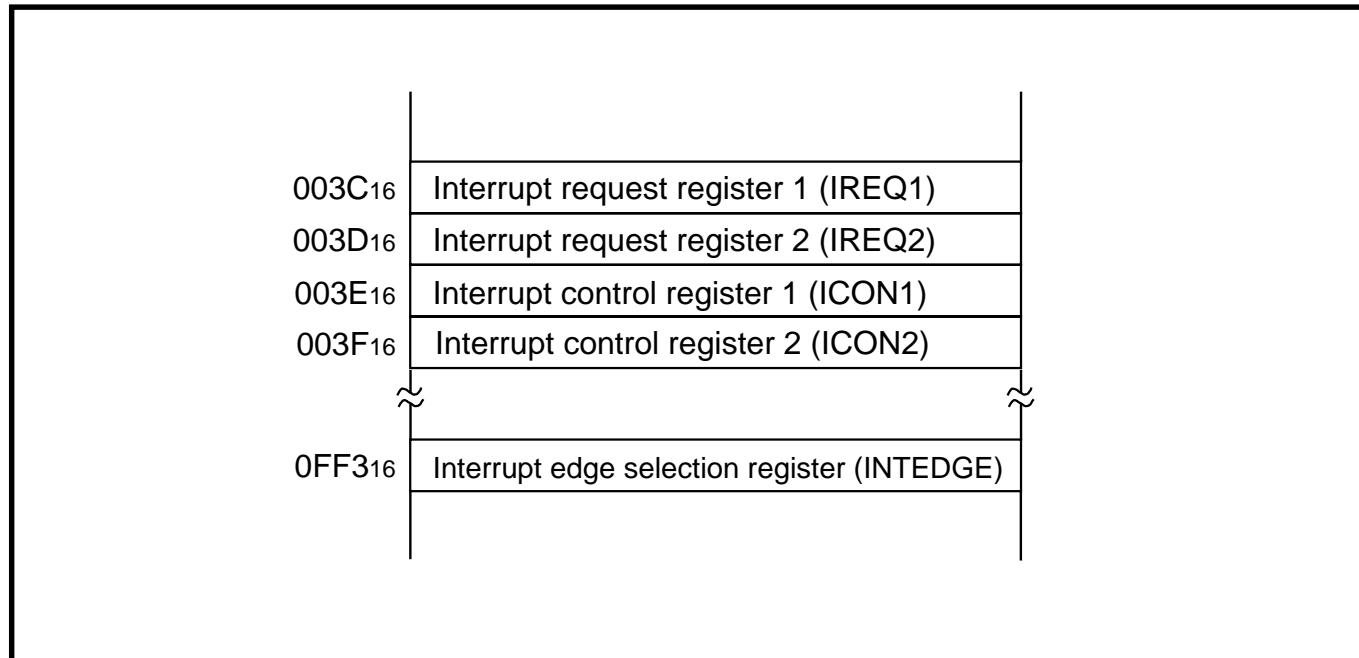 003C16 Interrupt request register 1 (IREQ1)
003D16 Interrupt request register 2 (IREQ2)
003E16 Interrupt control register 1 (ICON1)
003F16 Interrupt control register 2 (ICON2)
0FF316 Interrupt edge selection register (INTEDGE)